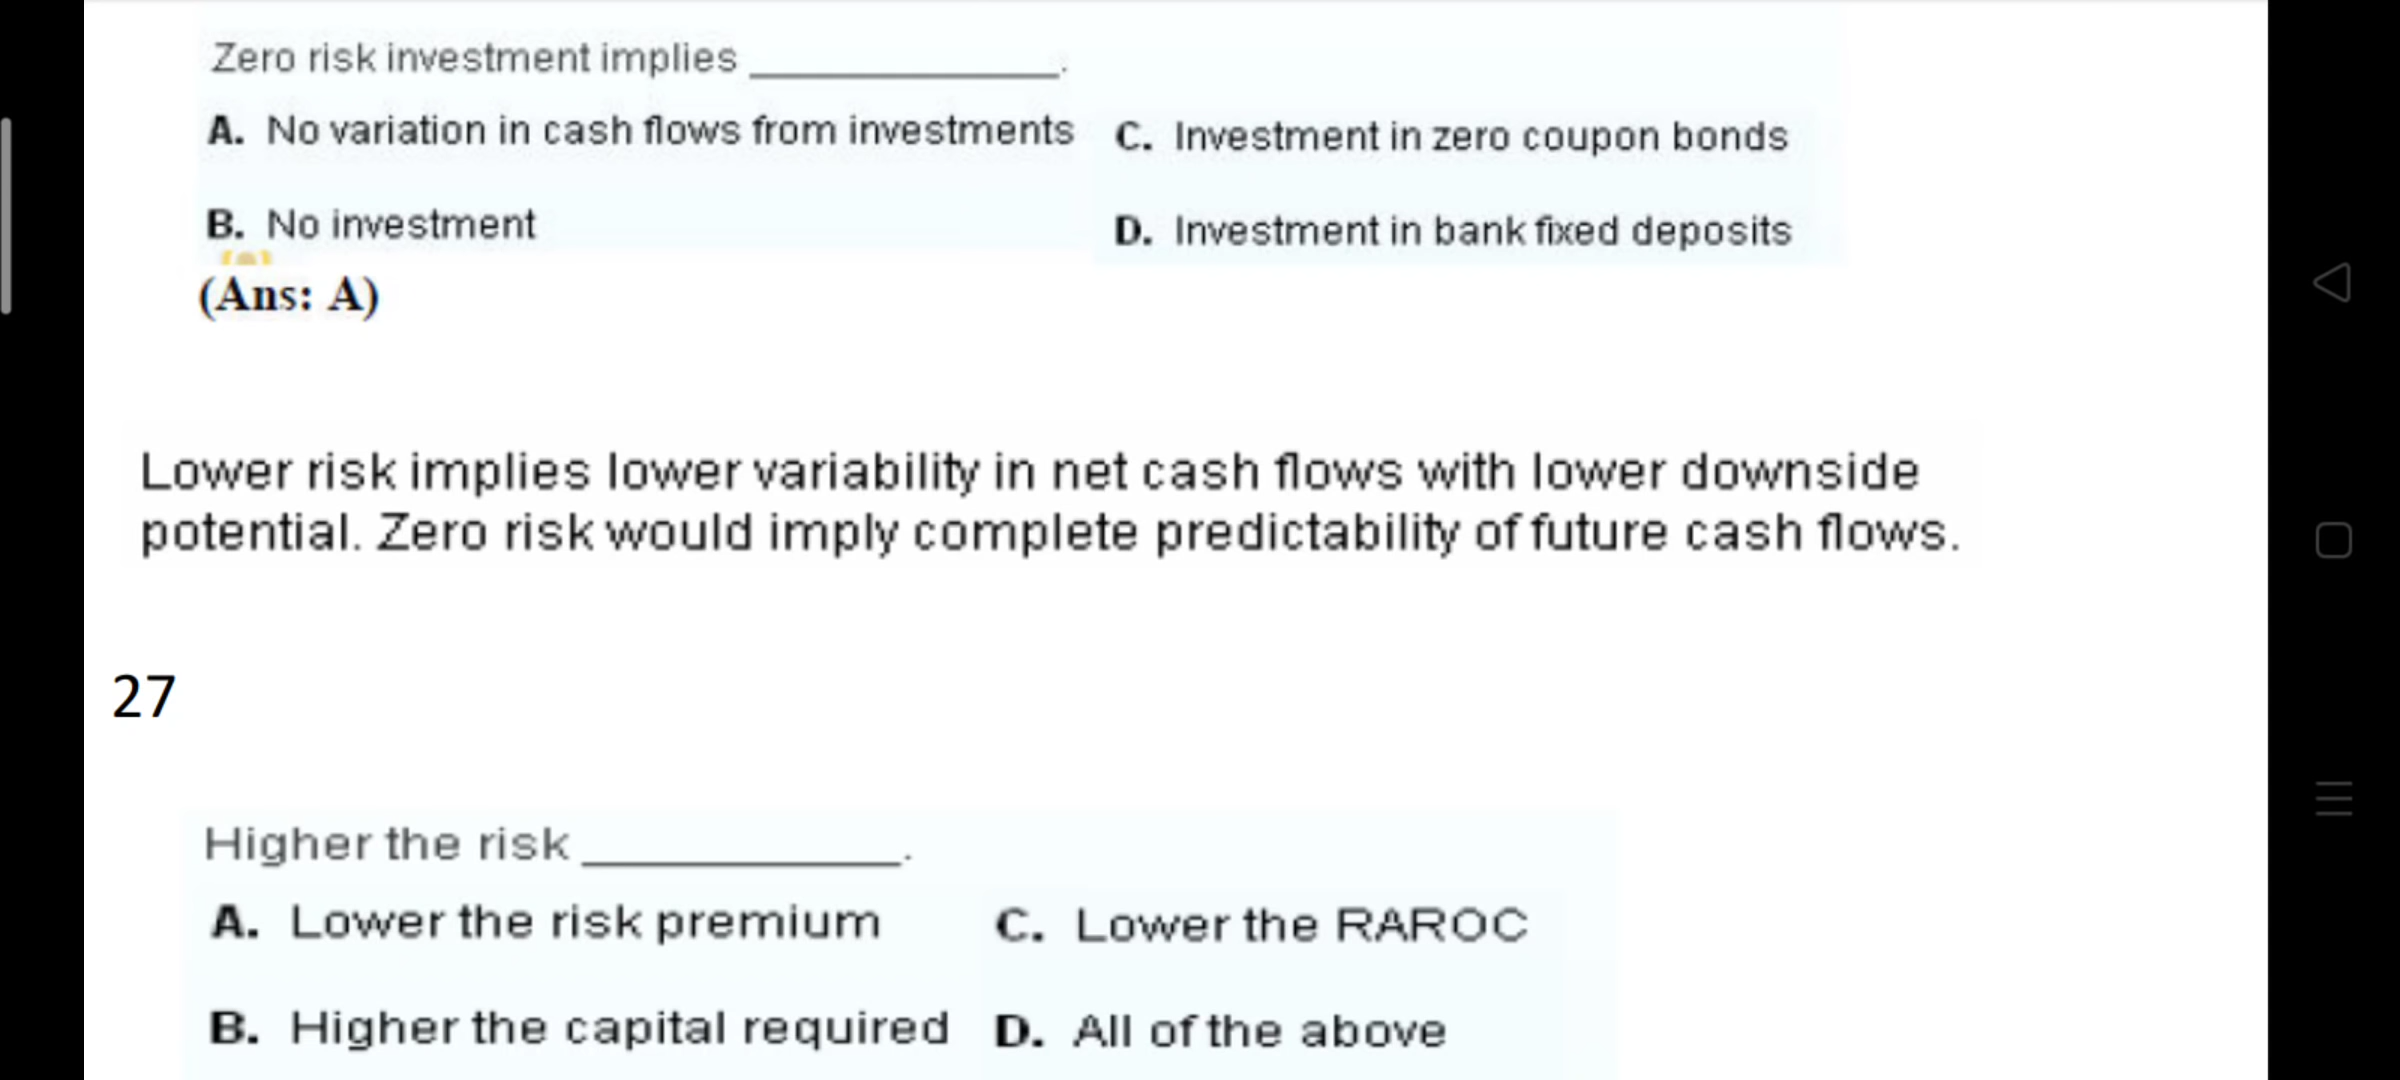 Zero risk investment implies ____________.
A. No variation in cash flows from investments C. Investment in zero coupon bonds
B. No investment D. Investment in bank fixed deposits
(Ans: A)
Lower risk implies lower variability in net cash flows with lower downside
potential. Zero risk would imply complete predictability of future cash flows.
27
Higher the risk ____________.
A. Lower the risk premium C. Lower the RAROC
B. Higher the capital required D. All of the above